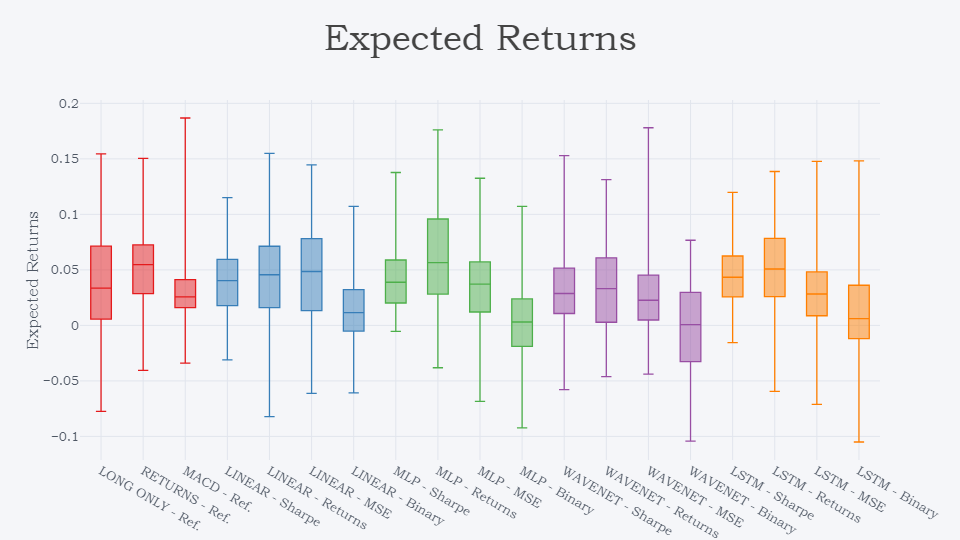 Expected Returns
Expected Returns
0.2
0.15
0.1
0.05
0
−0.05
−0.1
LONG ONLY - Ref.
RETURNS - Ref.
MACD - Ref.
LINEAR - Sharpe
LINEAR - Returns
LINEAR - MSE
LINEAR - Binary
MLP - Sharpe
MLP - Returns
MLP - MSE
MLP - Binary
WAVENET - Sharpe
WAVENET - Returns
WAVENET - MSE
WAVENET - Binary
LSTM - Sharpe
LSTM - Returns
LSTM - MSE
LSTM - Binary